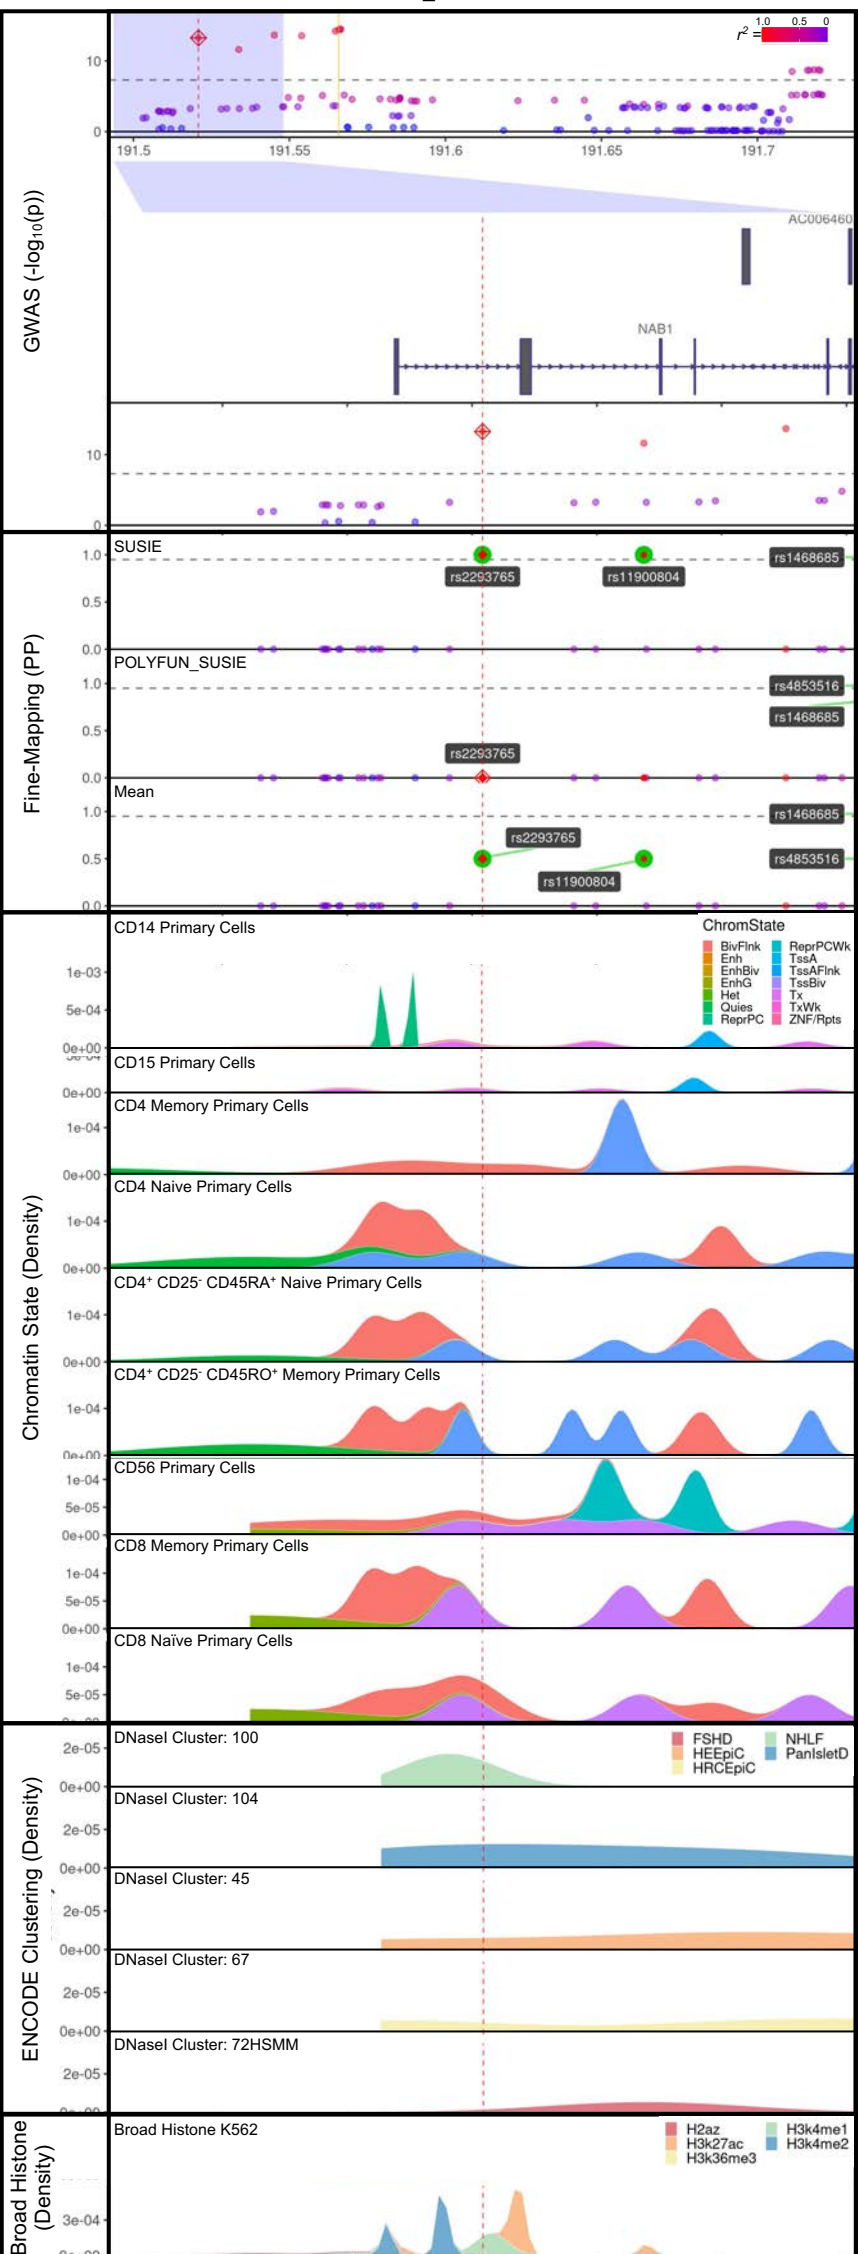 r² = 1.0 0.5 0
GWAS (-log₁₀(p))
10
0
191.5 191.55 191.6 191.65 191.7
AC006460
NAB1
10
0
Fine-Mapping (PP)
SUSIE
1.0
0.5
0.0
rs2293765 rs11900804 rs1468685
POLYFUN_SUSIE
1.0
0.5
0.0
rs4853516
rs1468685
rs2293765
Mean
1.0
0.5
0.0
rs1468685
rs2293765
rs4853516
rs11900804
Chromatin State (Density)
CD14 Primary Cells
ChromState
BivFlnk ReprPCWk
Enh TssA
EnhBiv TssAFlnk
EnhG TssBiv
Het Tx
Quies TxWk
ReprPC ZNF/Rpts
1e-03
5e-04
0e+00
CD15 Primary Cells
5e-04
0e+00
CD4 Memory Primary Cells
1e-04
0e+00
CD4 Naive Primary Cells
1e-04
0e+00
CD4⁺ CD25⁻ CD45RA⁺ Naive Primary Cells
1e-04
0e+00
CD4⁺ CD25⁻ CD45RO⁺ Memory Primary Cells
1e-04
0e+00
CD56 Primary Cells
1e-04
5e-05
0e+00
CD8 Memory Primary Cells
1e-04
5e-05
0e+00
CD8 Naïve Primary Cells
1e-04
5e-05
ENCODE Clustering (Density)
DNaseI Cluster: 100
FSHD NHLF
HEEpiC PanIsletD
HRCEpiC
2e-05
0e+00
DNaseI Cluster: 104
2e-05
0e+00
DNaseI Cluster: 45
2e-05
0e+00
DNaseI Cluster: 67
2e-05
0e+00
DNaseI Cluster: 72HSMM
2e-05
0e+00
Broad Histone
(Density)
Broad Histone K562
H2az H3k4me1
H3k27ac H3k4me2
H3k36me3
3e-04
0e+00